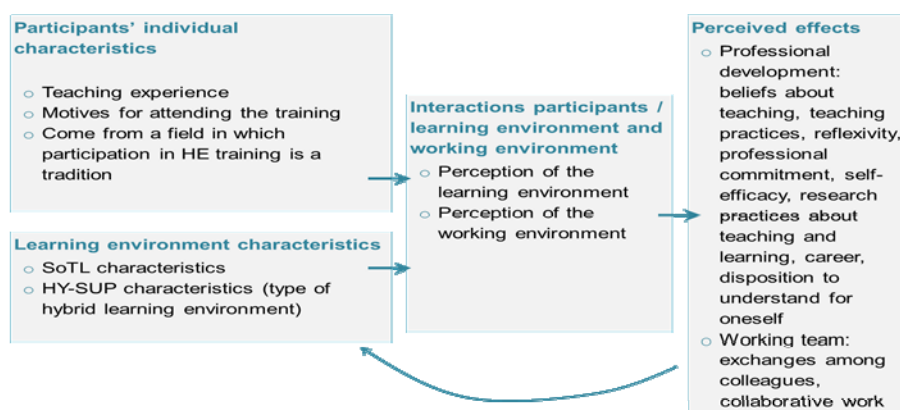 Participants' individual
characteristics
Teaching experience
Motives for attending the training
Come from a field in which
participation in HE training is a
tradition
Learning environment characteristics
SoTL characteristics
HY-SUP characteristics (type of
hybrid learning environment)
Interactions participants /
learning environment and
working environment
Perception of the
learning environment
Perception of the
working environment
Perceived effects
Professional
development:
beliefs about
teaching, teaching
practices, reflexivity,
professional
commitment, self-
efficacy, research
practices about
teaching and
learning, career,
disposition to
understand for
oneself
Working team:
exchanges among
colleagues,
collaborative work